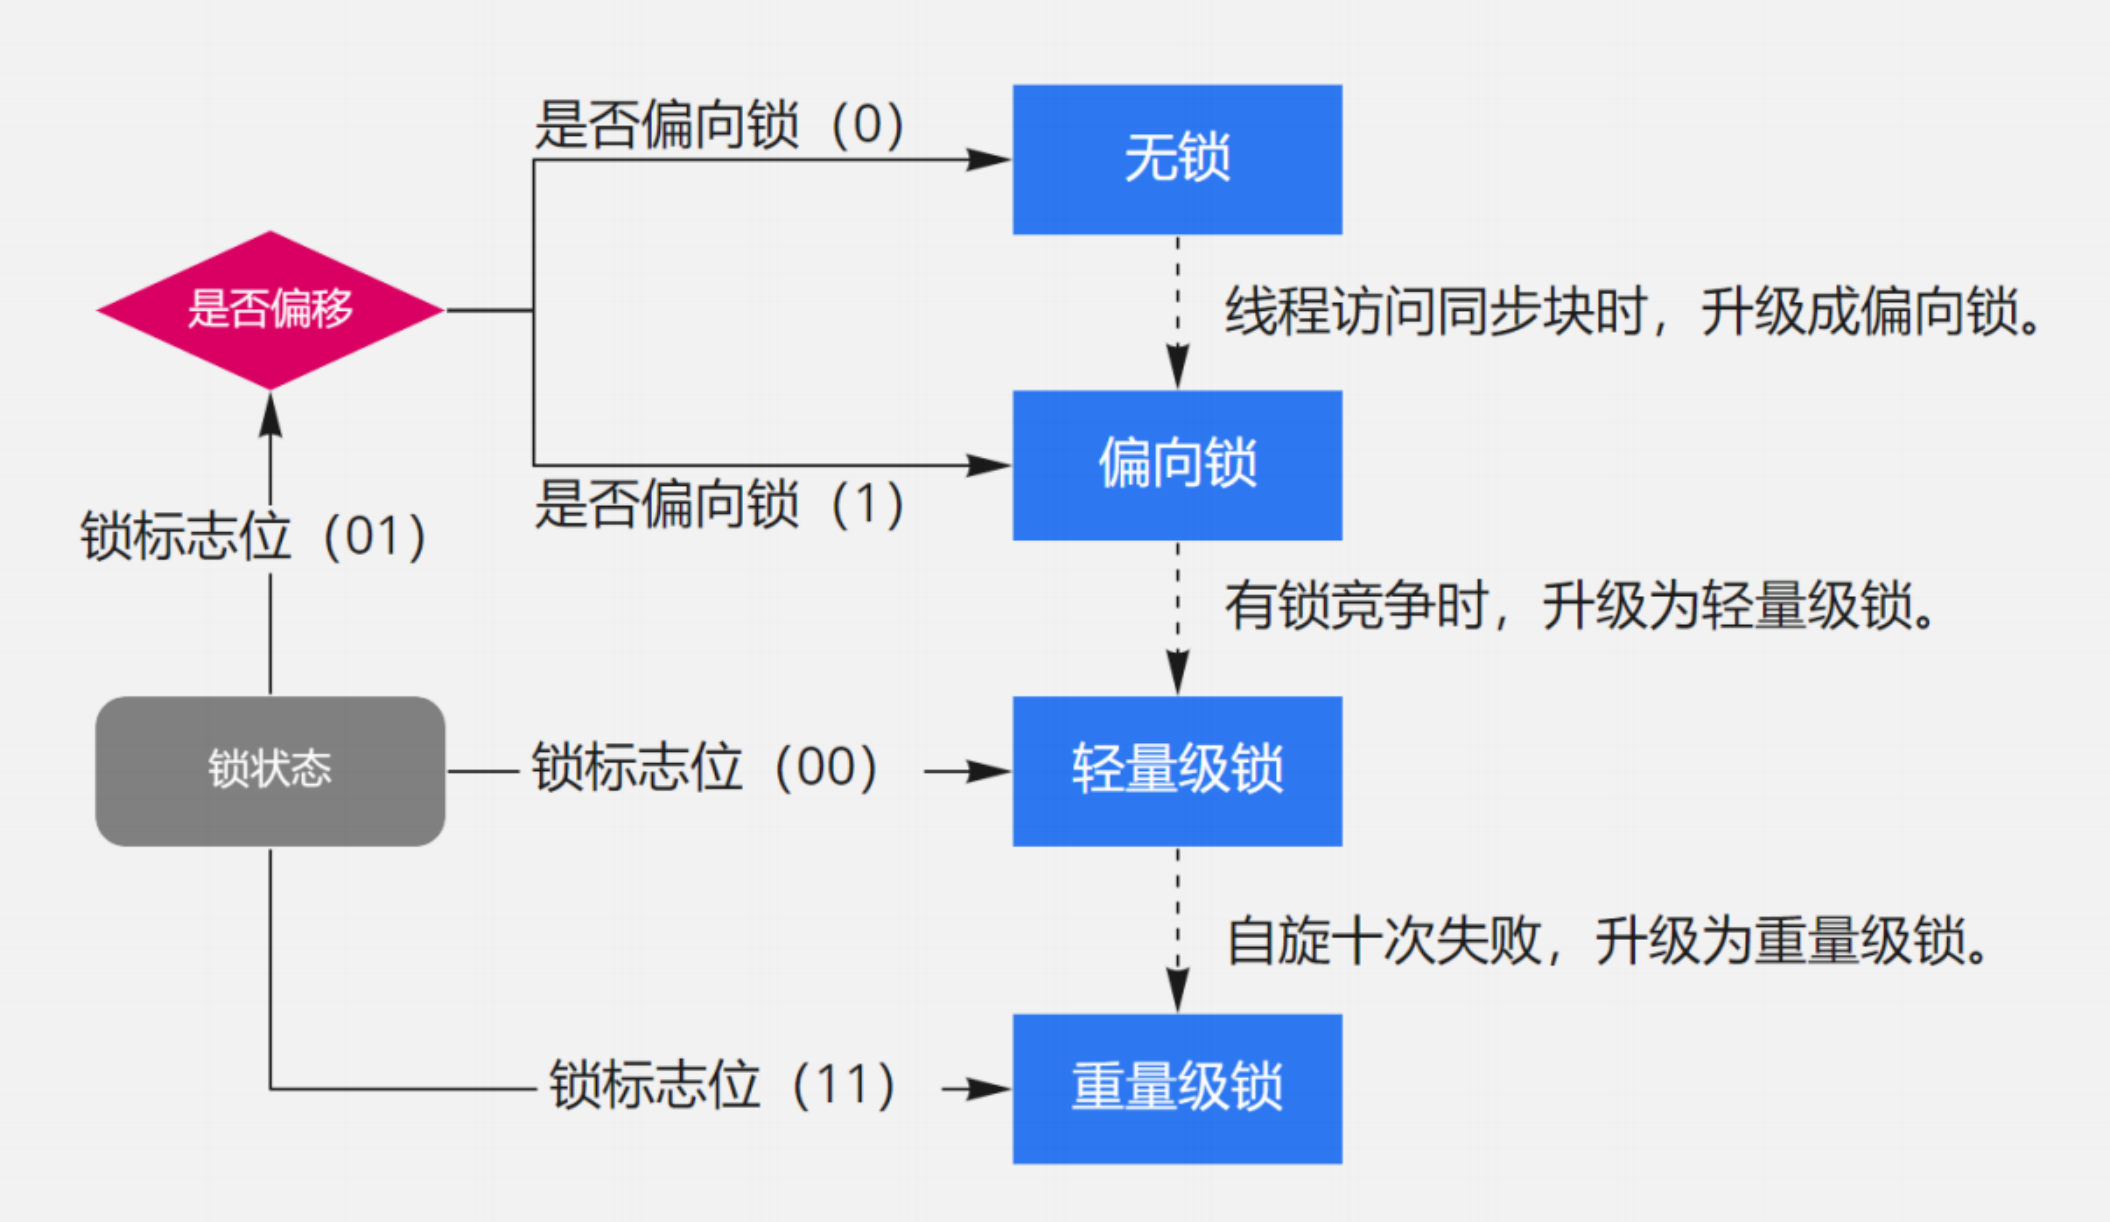 是否偏向锁（0）
无锁
是否偏移
线程访问同步块时，升级成偏向锁。
偏向锁
是否偏向锁（1）
锁标志位（01）
有锁竞争时，升级为轻量级锁。
锁状态
锁标志位（00）
轻量级锁
自旋十次失败，升级为重量级锁。
锁标志位（11）
重量级锁